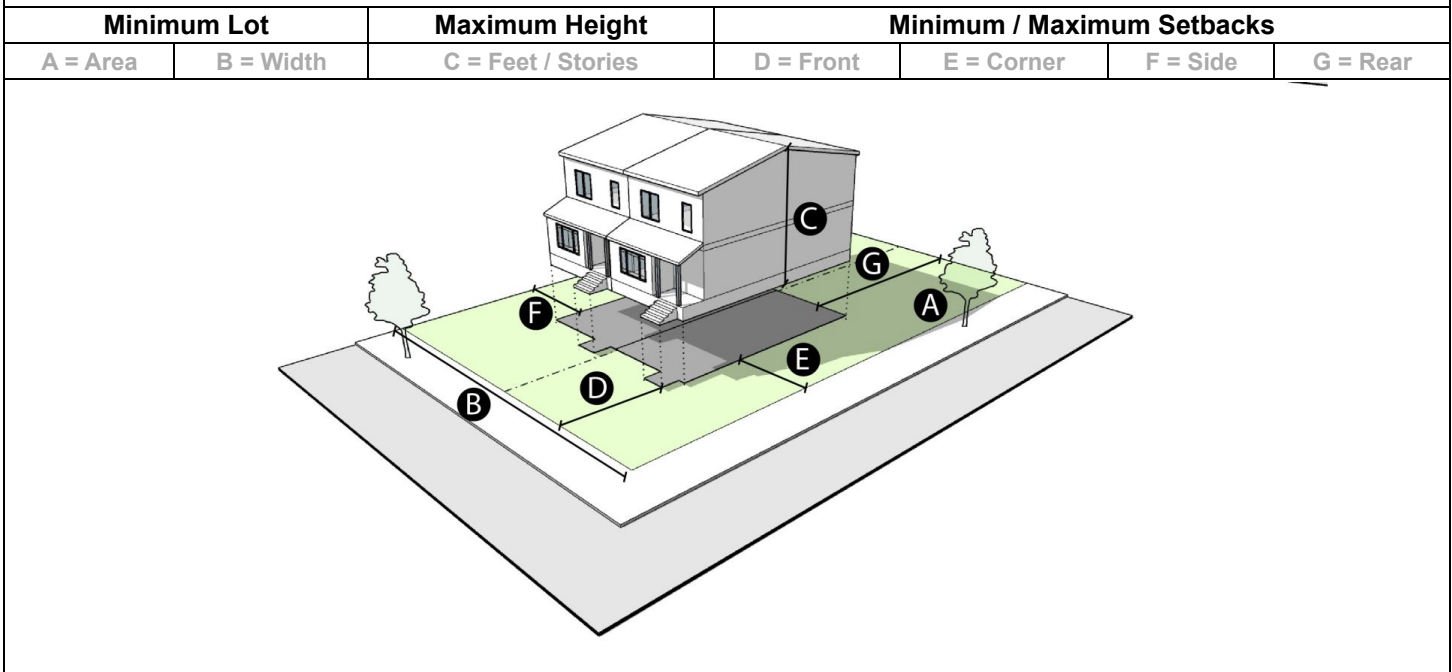 Minimum Lot Maximum Height Minimum / Maximum Setbacks
A = Area B = Width C = Feet / Stories D = Front E = Corner F = Side G = Rear
C
G
A
F
E
D
B